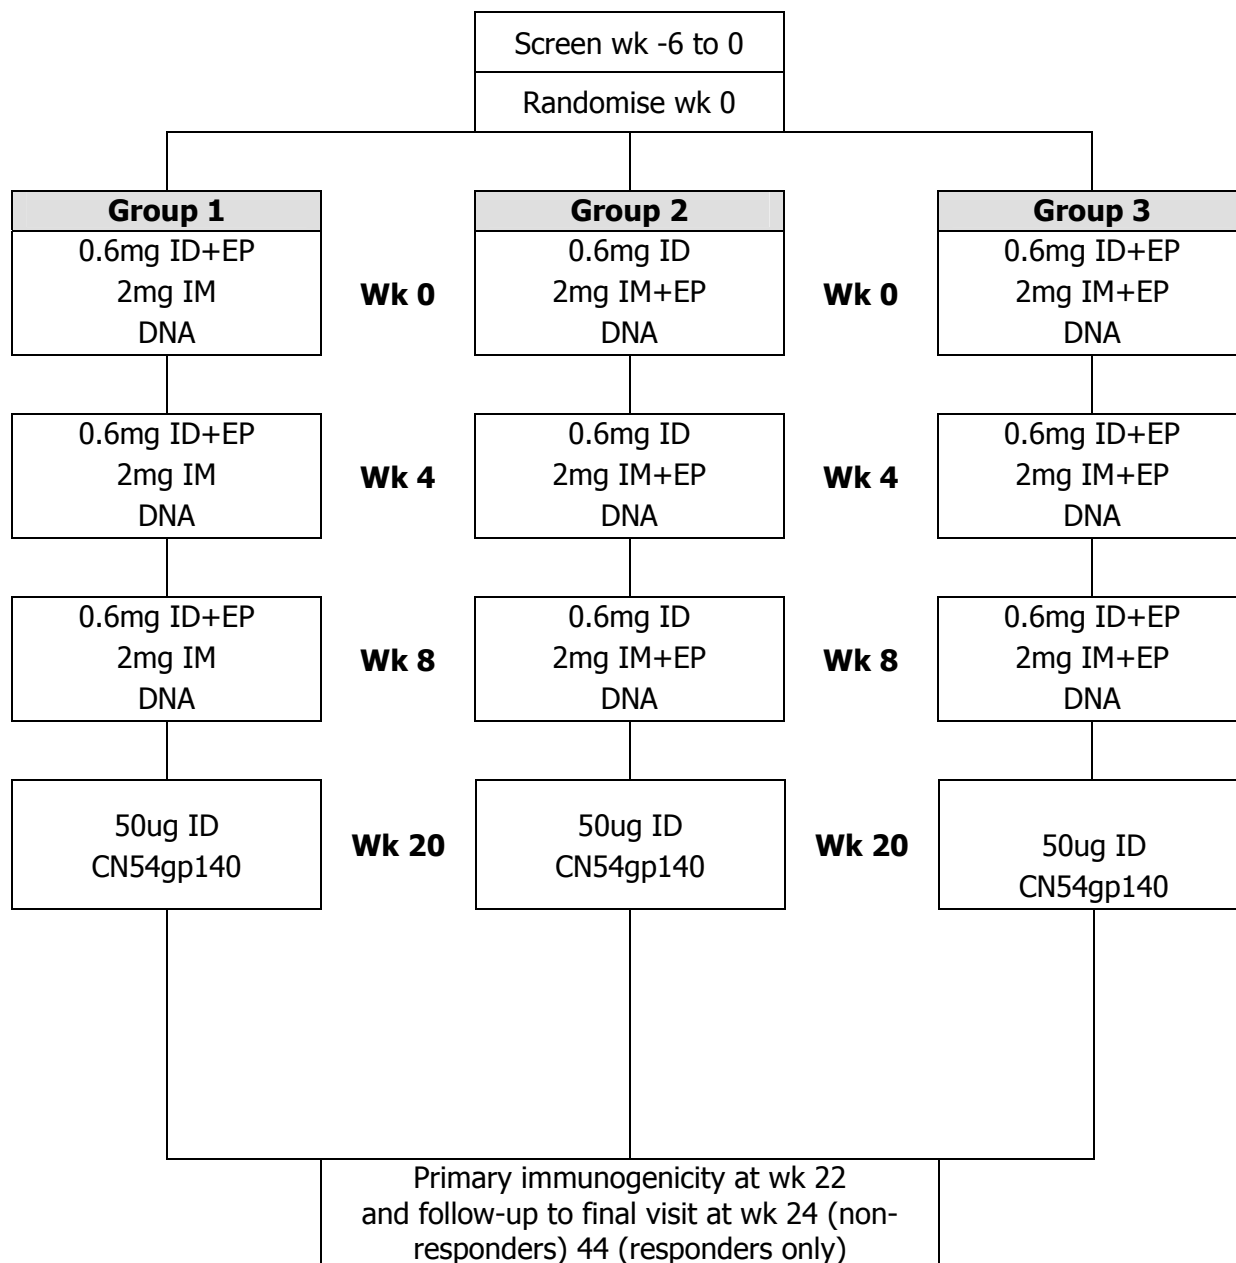 Screen wk -6 to 0
Randomise wk 0
Group 1
Group 2
Group 3
0.6mg ID+EP
2mg IM
DNA
Wk 0
0.6mg ID
2mg IM+EP
DNA
Wk 0
0.6mg ID+EP
2mg IM+EP
DNA
0.6mg ID+EP
2mg IM
DNA
Wk 4
0.6mg ID
2mg IM+EP
DNA
Wk 4
0.6mg ID+EP
2mg IM+EP
DNA
0.6mg ID+EP
2mg IM
DNA
Wk 8
0.6mg ID
2mg IM+EP
DNA
Wk 8
0.6mg ID+EP
2mg IM+EP
DNA
50ug ID
CN54gp140
Wk 20
50ug ID
CN54gp140
Wk 20
50ug ID
CN54gp140
Primary immunogenicity at wk 22
and follow-up to final visit at wk 24 (non-
responders) 44 (responders only)